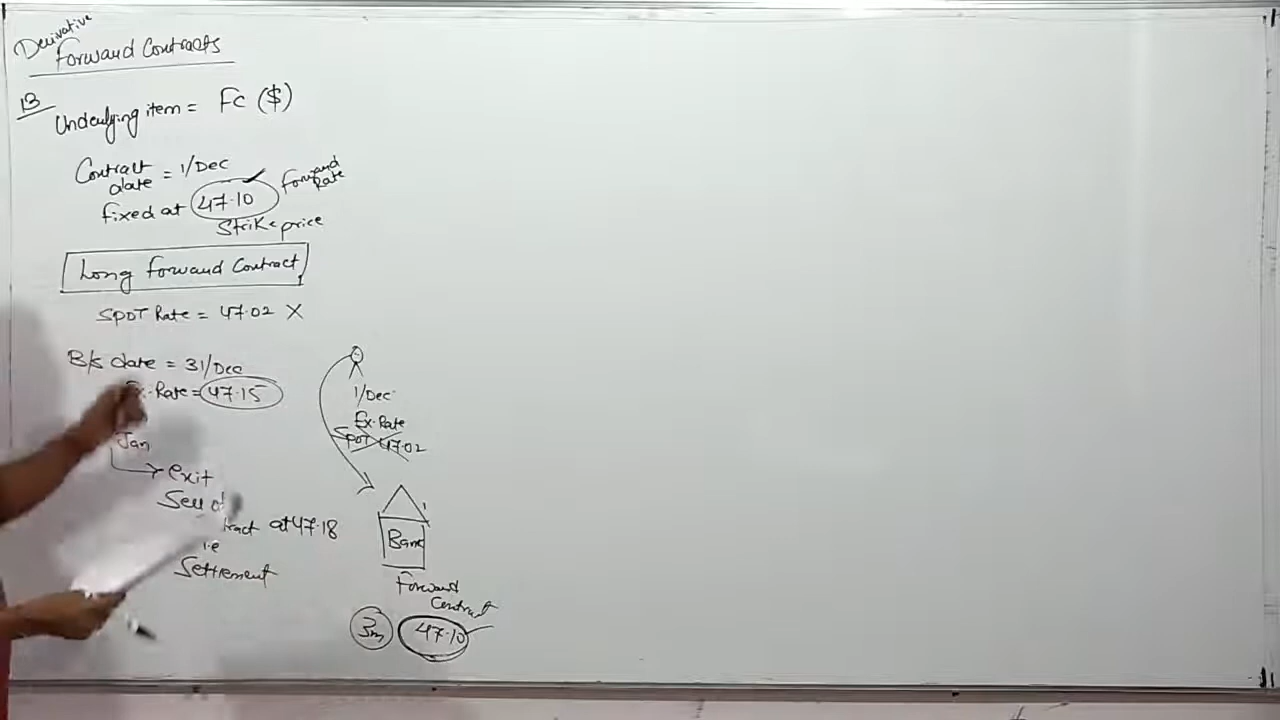 Derivative
Forward Contracts
13
Underlying item = FC ($)
Contract date = 1/Dec
fixed at 47.10 forward Rate
Strike price
Long forward Contract
SPOT Rate = 47.02 X
B/s date = 31/Dec
Rate = 47.15
Jan
exit
Sell
at 47.18
i.e
Settlement
1/Dec
Ex. Rate
Spot 47.02
Bank
Forward
Contract
3m 47.10